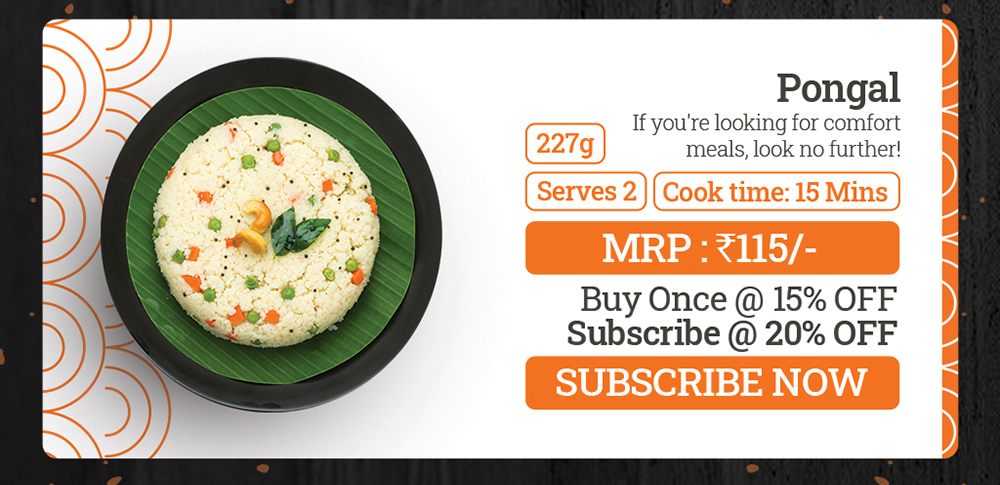 Pongal
If you're looking for comfort
meals, look no further!
227g
Serves 2
Cook time: 15 Mins
MRP : ₹115/-
Buy Once @ 15% OFF
Subscribe @ 20% OFF
SUBSCRIBE NOW